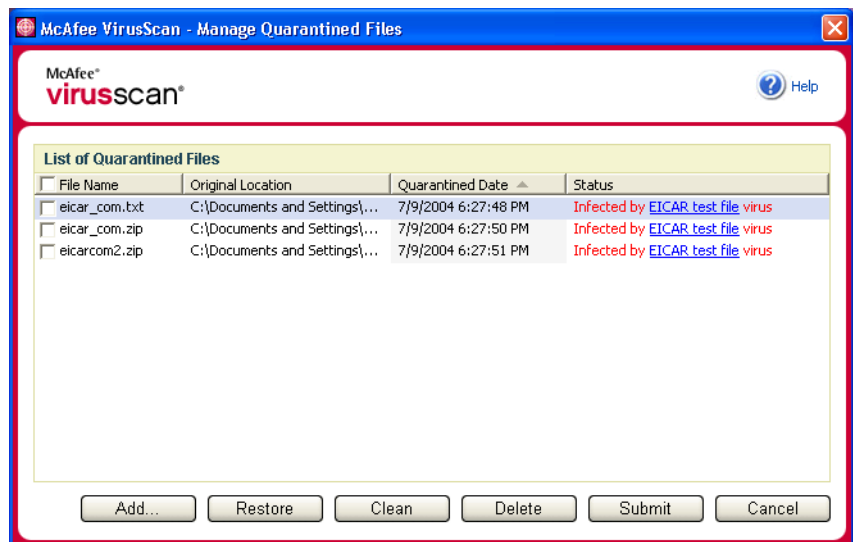 McAfee VirusScan - Manage Quarantined Files
McAfee®
virusscan®
Help
List of Quarantined Files
File Name Original Location Quarantined Date Status
eicar_com.txt C:\Documents and Settings\... 7/9/2004 6:27:48 PM Infected by EICAR test file virus
eicar_com.zip C:\Documents and Settings\... 7/9/2004 6:27:50 PM Infected by EICAR test file virus
eicarcom2.zip C:\Documents and Settings\... 7/9/2004 6:27:51 PM Infected by EICAR test file virus
Add... Restore Clean Delete Submit Cancel